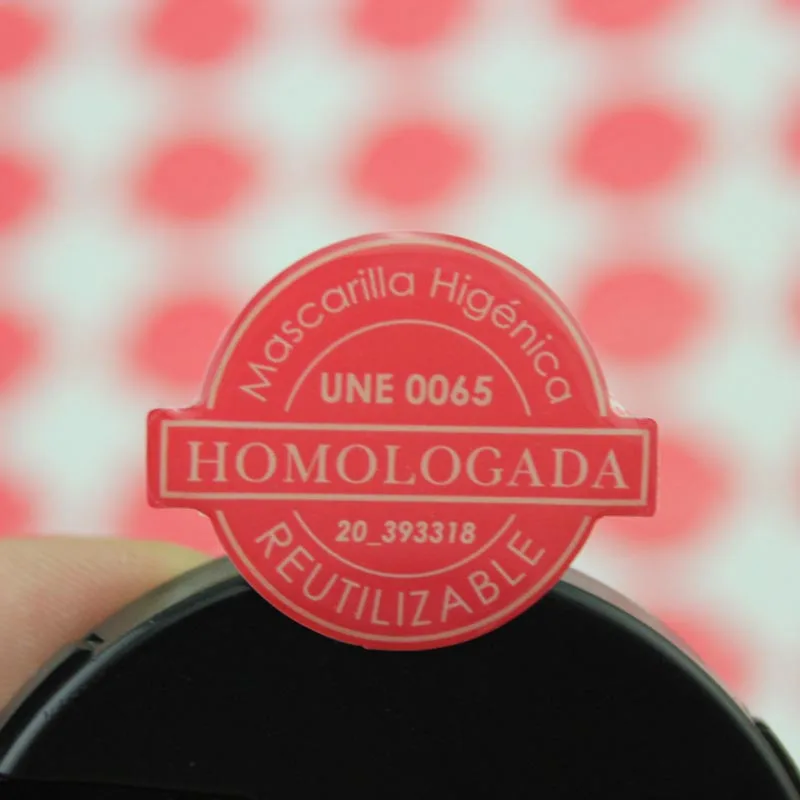 Mascarilla Higénica
UNE 0065
HOMOLOGADA
20_393318
REUTILIZABLE